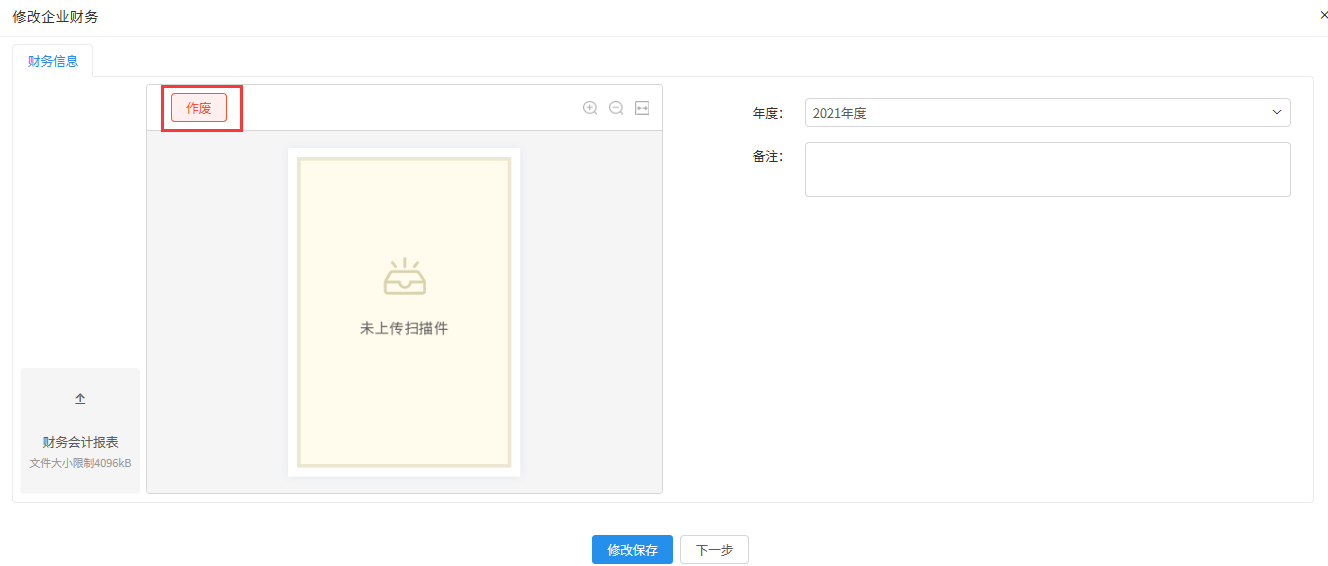 修改企业财务
财务信息
作废
年度：
2021年度
备注：
未上传扫描件
财务会计报表
文件大小限制4096kB
修改保存
下一步